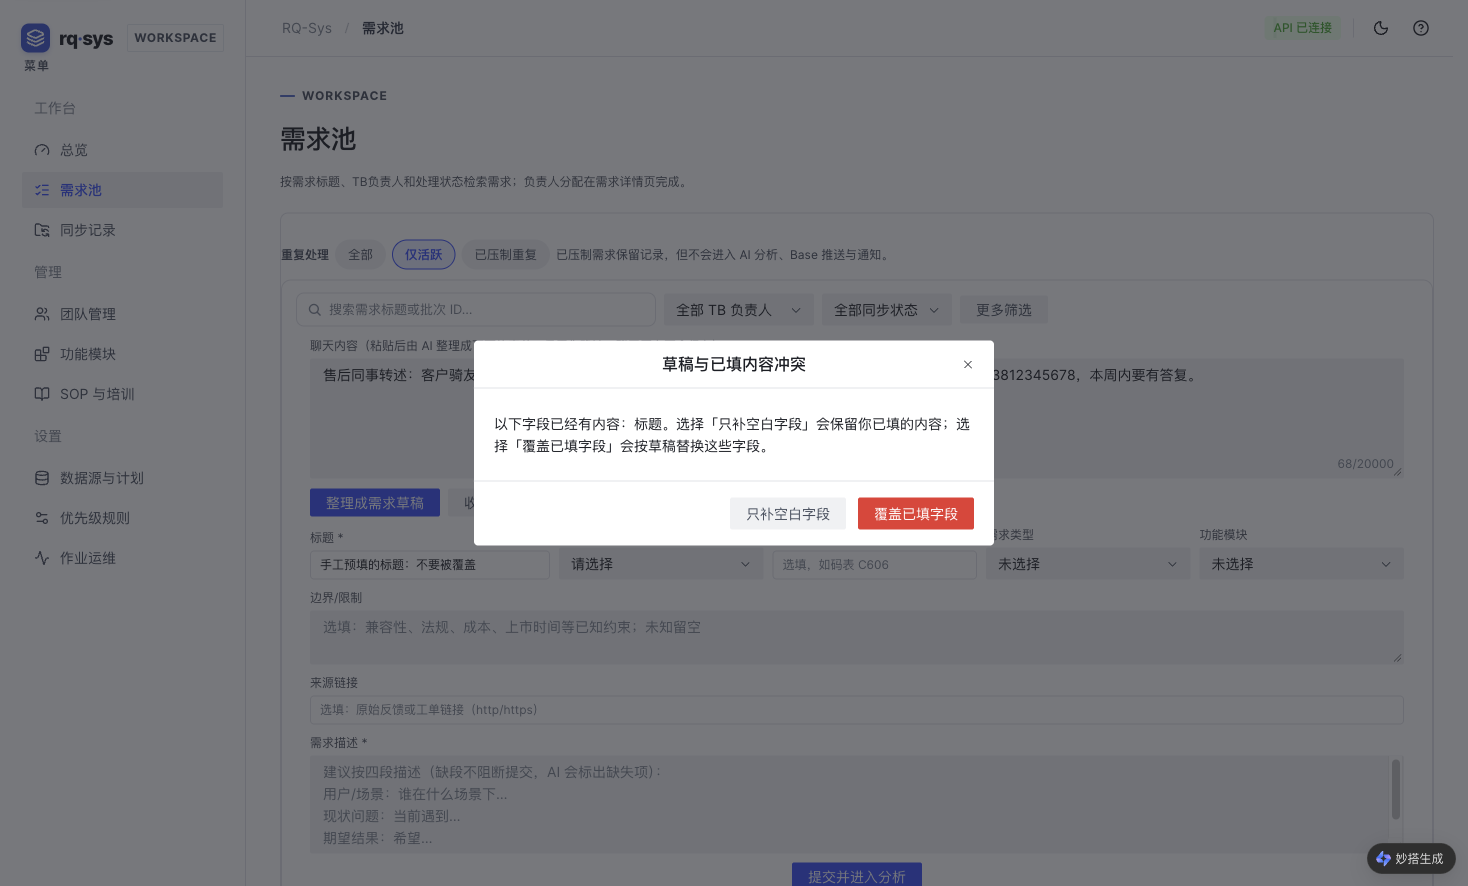 rq·sys WORKSPACE
菜单
工作台
总览
需求池
同步记录
管理
团队管理
功能模块
SOP 与培训
设置
数据源与计划
优先级规则
作业运维
RQ-Sys / 需求池
API 已连接
WORKSPACE
需求池
按需求标题、TB负责人和处理状态检索需求；负责人分配在需求详情页完成。
重复处理 全部 仅活跃 已压制重复 已压制需求保留记录，但不会进入 AI 分析、Base 推送与通知。
搜索需求标题或批次 ID... 全部 TB 负责人 全部同步状态 更多筛选
聊天内容（粘贴后由 AI 整理成
售后同事转述：客户骑友 3812345678，本周内要有答复。
68/20000
草稿与已填内容冲突
以下字段已经有内容：标题。选择「只补空白字段」会保留你已填的内容；选
择「覆盖已填字段」会按草稿替换这些字段。
只补空白字段 覆盖已填字段
整理成需求草稿 收
标题 * 求类型 功能模块
手工预填的标题：不要被覆盖 请选择 选填，如码表 C606 未选择 未选择
边界/限制
选填：兼容性、法规、成本、上市时间等已知约束；未知留空
来源链接
选填：原始反馈或工单链接（http/https）
需求描述 *
建议按四段描述（缺段不阻断提交，AI 会标出缺失项）：
用户/场景：谁在什么场景下...
现状问题：当前遇到...
期望结果：希望...
提交并进入分析
妙搭生成